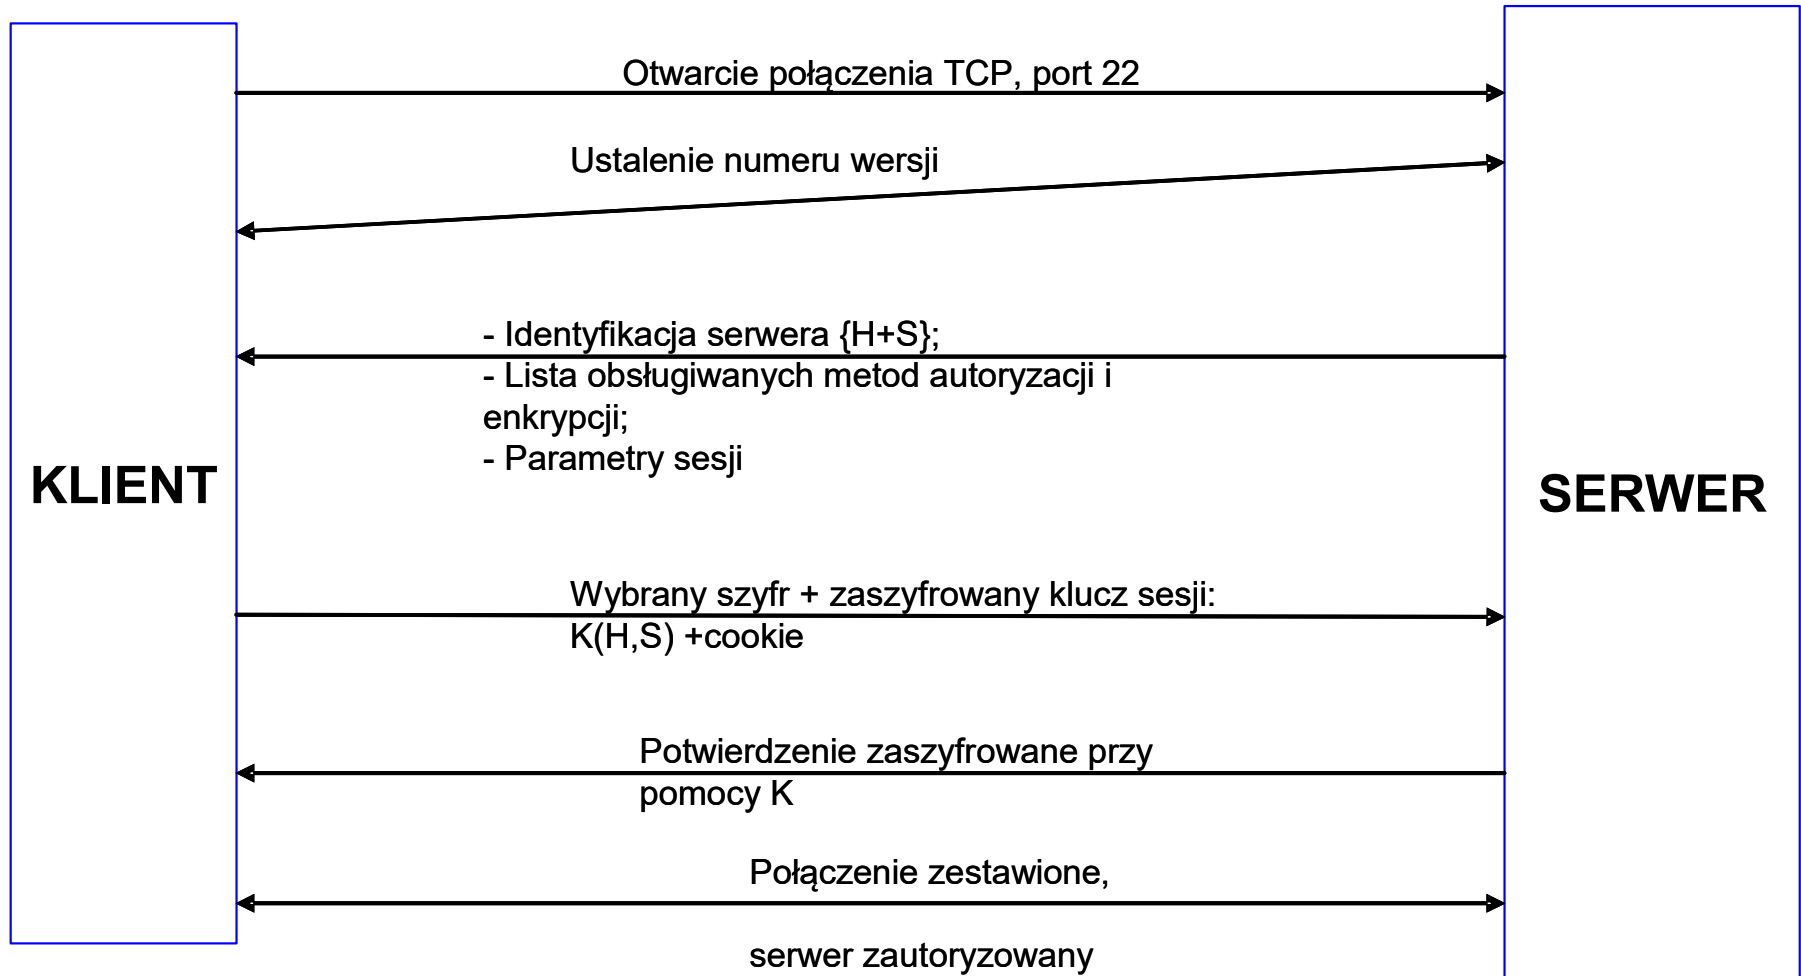 Otwarcie połączenia TCP, port 22
Ustalenie numeru wersji
- Identyfikacja serwera {H+S};
- Lista obsługiwanych metod autoryzacji i
enkrypcji;
- Parametry sesji
KLIENT
SERWER
Wybrany szyfr + zaszyfrowany klucz sesji:
K(H,S) +cookie
Potwierdzenie zaszyfrowane przy
pomocy K
Połączenie zestawione,
serwer zautoryzowany